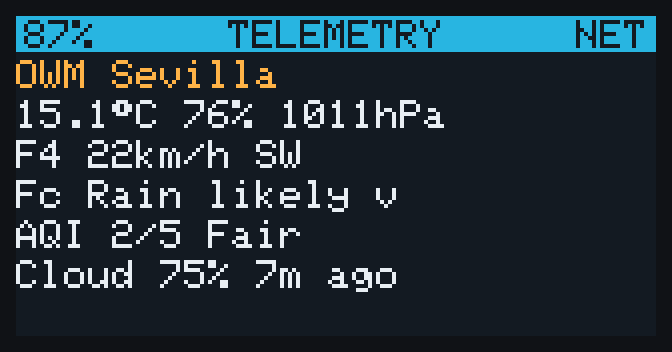 87% TELEMETRY NET
OWM Sevilla
15.1ºC 76% 1011hPa
F4 22km/h SW
Fc Rain likely v
AQI 2/5 Fair
Cloud 75% 7m ago